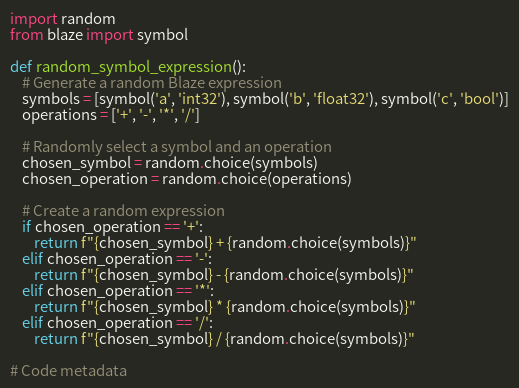 import random
from blaze import symbol

def random_symbol_expression():
    # Generate a random Blaze expression
    symbols = [symbol('a', 'int32'), symbol('b', 'float32'), symbol('c', 'bool')]
    operations = ['+', '-', '*', '/']

    # Randomly select a symbol and an operation
    chosen_symbol = random.choice(symbols)
    chosen_operation = random.choice(operations)

    # Create a random expression
    if chosen_operation == '+':
        return f"{chosen_symbol} + {random.choice(symbols)}"
    elif chosen_operation == '-':
        return f"{chosen_symbol} - {random.choice(symbols)}"
    elif chosen_operation == '*':
        return f"{chosen_symbol} * {random.choice(symbols)}"
    elif chosen_operation == '/':
        return f"{chosen_symbol} / {random.choice(symbols)}"

# Code metadata